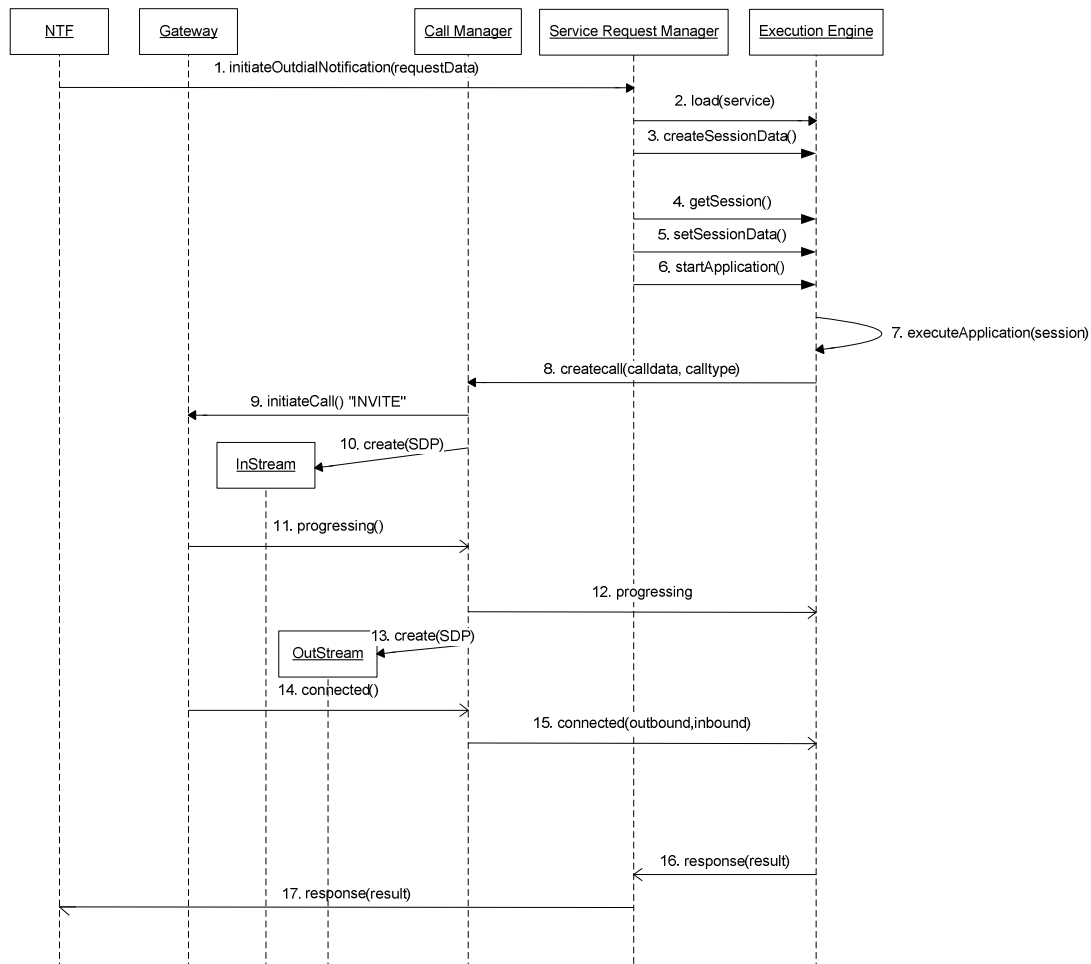 NTF
Gateway
Call Manager
Service Request Manager
Execution Engine
1. initiateOutdialNotification(requestData)
2. load(service)
3. createSessionData()
4. getSession()
5. setSessionData()
6. startApplication()
7. executeApplication(session)
8. createcall(calldata, calltype)
9. initiateCall() "INVITE"
10. create(SDP)
InStream
11. progressing()
12. progressing
13. create(SDP)
OutStream
14. connected()
15. connected(outbound,inbound)
16. response(result)
17. response(result)